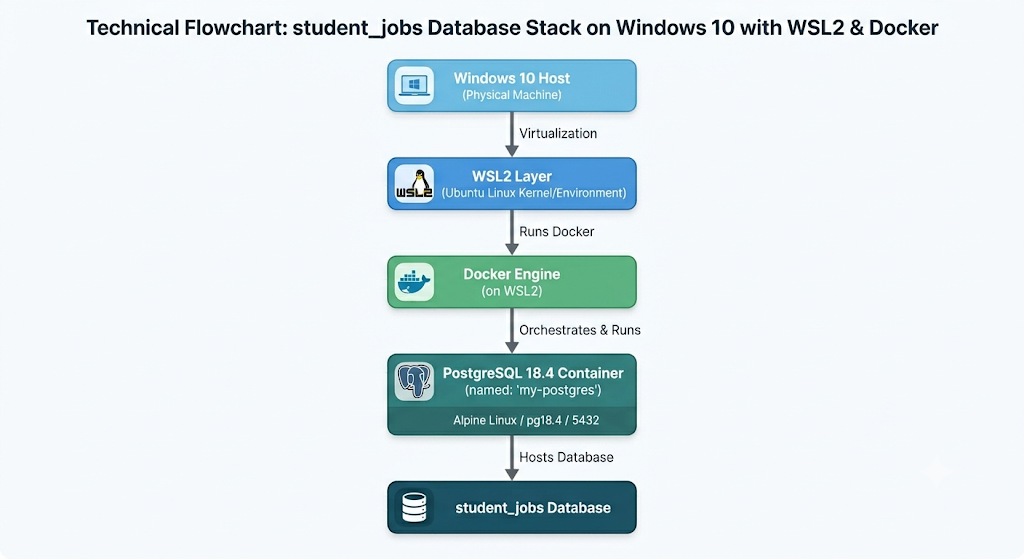 Technical Flowchart: student_jobs Database Stack on Windows 10 with WSL2 & Docker
Windows 10 Host
(Physical Machine)
Virtualization
WSL2
WSL2 Layer
(Ubuntu Linux Kernel/Environment)
Runs Docker
Docker Engine
(on WSL2)
Orchestrates & Runs
PostgreSQL 18.4 Container
(named: 'my-postgres')
Alpine Linux / pg18.4 / 5432
Hosts Database
student_jobs Database